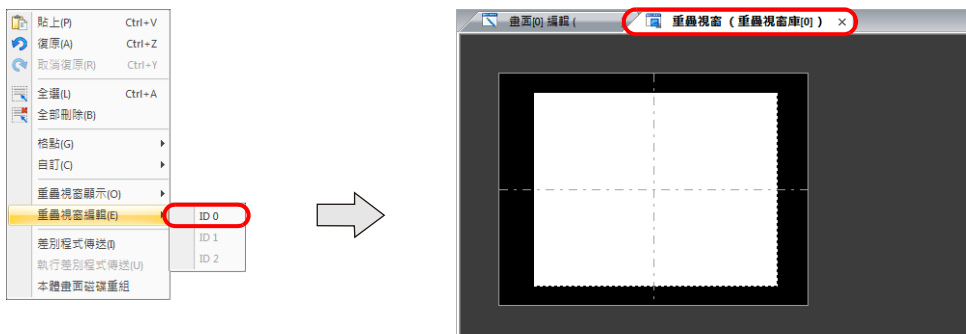 貼上(P) Ctrl+V
復原(A) Ctrl+Z
取消復原(R) Ctrl+Y
全選(L) Ctrl+A
全部刪除(B)
格點(G)
自訂(C)
重疊視窗顯示(O)
重疊視窗編輯(E)
ID 0
ID 1
ID 2
差別程式傳送(I)
執行差別程式傳送(U)
本體畫面磁碟重組
畫面[0] 編輯 (
重疊視窗 ( 重疊視窗庫[0] ) ×